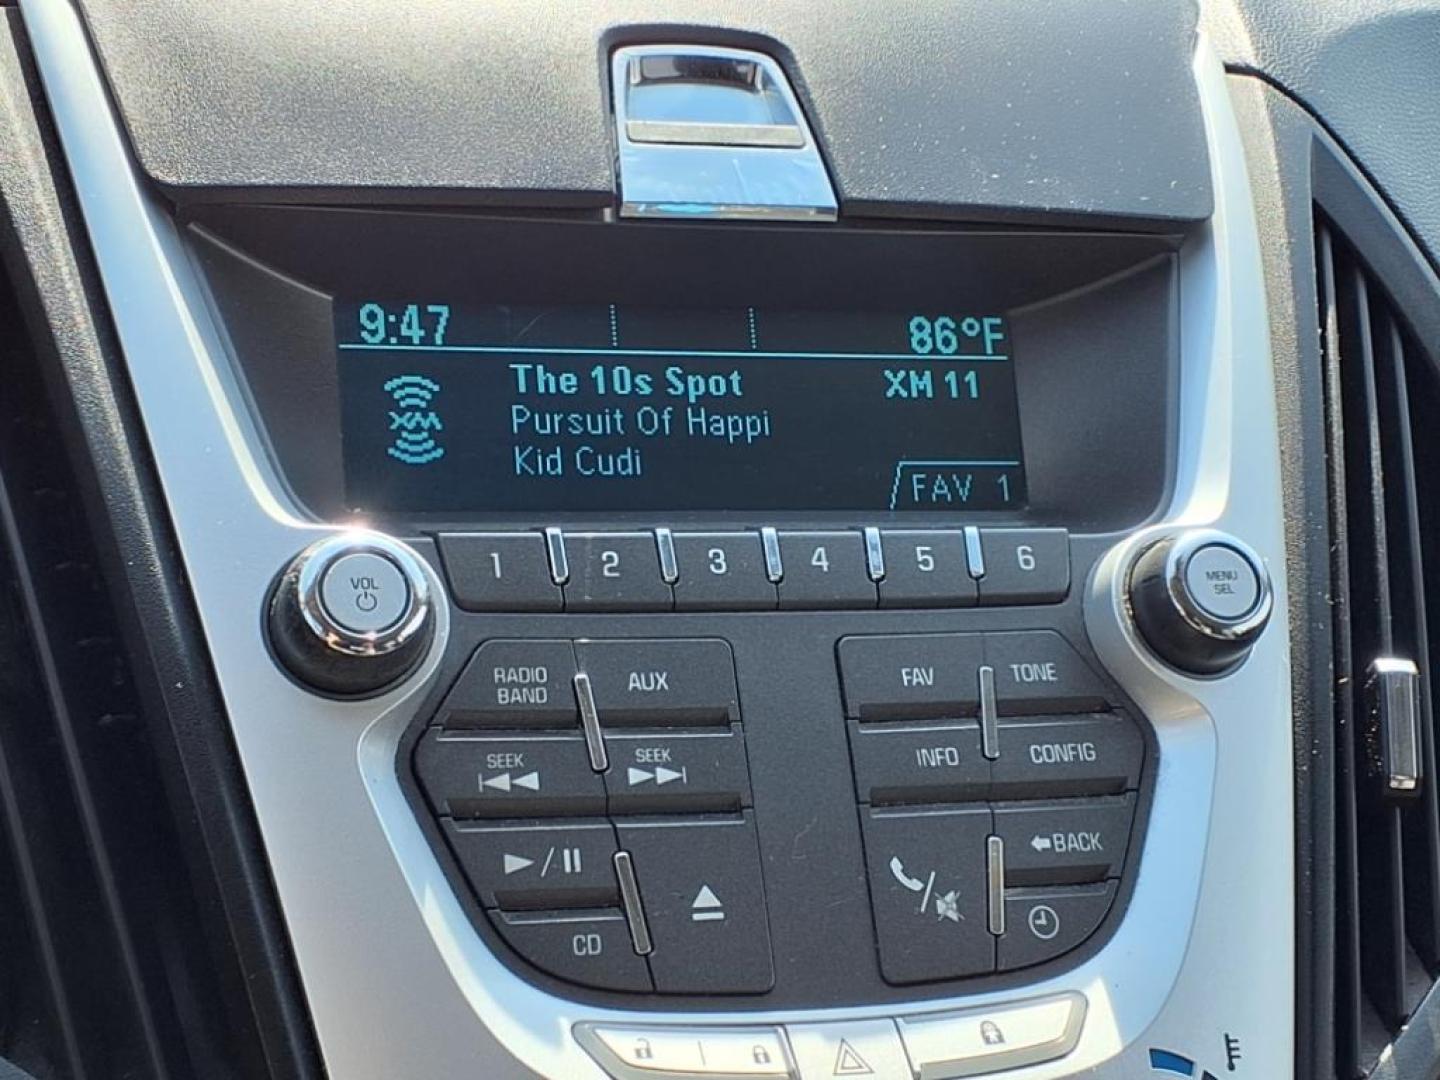 9:47 86°F
The 10s Spot XM 11
XM Pursuit Of Happi
Kid Cudi
FAV 1
1 2 3 4 5 6
VOL
MENU
SEL
RADIO
BAND
AUX
FAV
TONE
SEEK
SEEK
INFO
CONFIG
BACK
CD